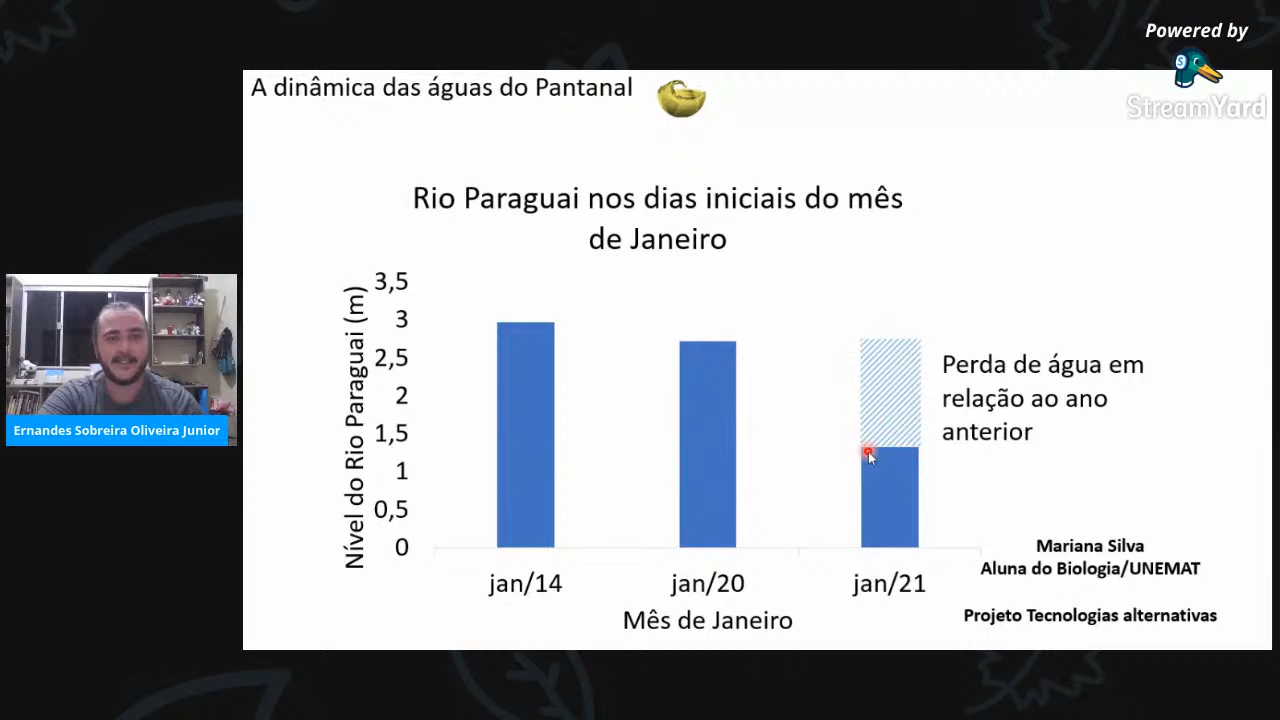 Powered by
S
StreamYard
A dinâmica das águas do Pantanal
Rio Paraguai nos dias iniciais do mês
de Janeiro
Nível do Rio Paraguai (m)
3,5
3
2,5
2
1,5
1
0,5
0
jan/14
jan/20
jan/21
Mês de Janeiro
Perda de água em
relação ao ano
anterior
Mariana Silva
Aluna do Biologia/UNEMAT
Projeto Tecnologias alternativas
Ernandes Sobreira Oliveira Junior